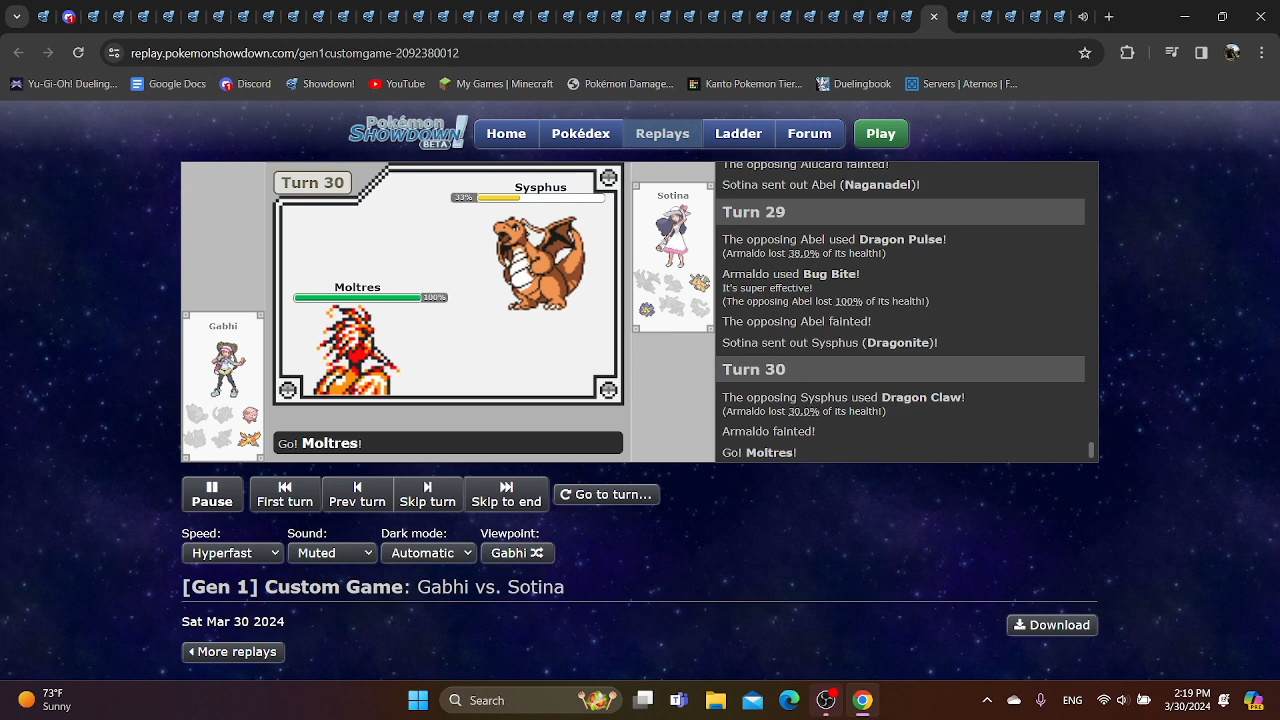 replay.pokemonshowdown.com/gen1customgame-2092380012
Yu-Gi-Oh! Dueling...
Google Docs
Discord
Showdown!
YouTube
My Games | Minecraft
Pokémon Damage...
Kanto Pokemon Tier...
Duelingbook
Servers | Aternos | F...
Pokémon
SHOWDOWN!
BETA
Home
Pokédex
Replays
Ladder
Forum
Play
Turn 30
Sysphus
33%
Moltres
100%
Gabhi
Sotina
Go! Moltres!
The opposing Alucard fainted!
Sotina sent out Abel (Naganadel)!
Turn 29
The opposing Abel used Dragon Pulse!
(Armaldo lost 38.0% of its health!)
Armaldo used Bug Bite!
It's super effective!
(The opposing Abel lost 100% of its health!)
The opposing Abel fainted!
Sotina sent out Sysphus (Dragonite)!
Turn 30
The opposing Sysphus used Dragon Claw!
(Armaldo lost 30.0% of its health!)
Armaldo fainted!
Go! Moltres!
Pause
First turn
Prev turn
Skip turn
Skip to end
Go to turn...
Speed:
Sound:
Dark mode:
Viewpoint:
Hyperfast
Muted
Automatic
Gabhi
[Gen 1] Custom Game: Gabhi vs. Sotina
Sat Mar 30 2024
Download
More replays
73°F
Sunny
Search
ENG
2:19 PM
3/30/2024
PRE